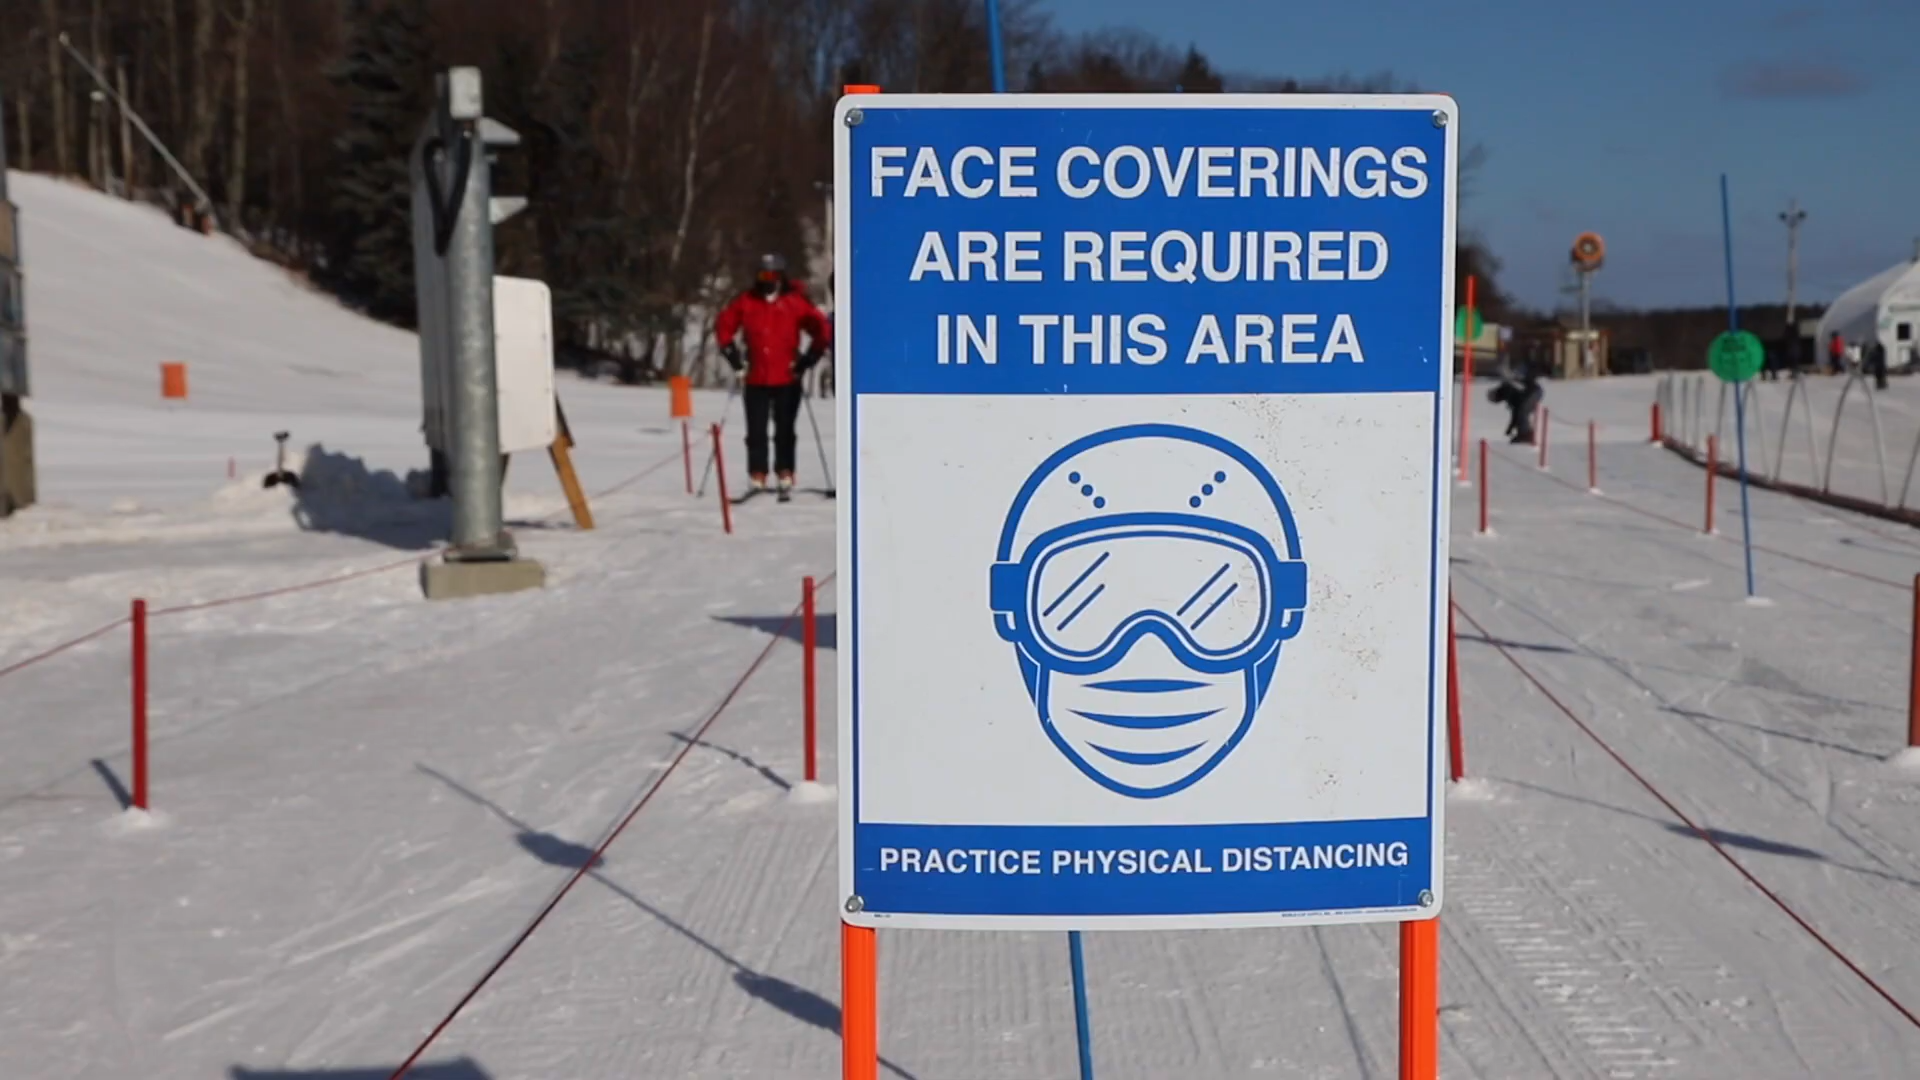 FACE COVERINGS
ARE REQUIRED
IN THIS AREA
PRACTICE PHYSICAL DISTANCING